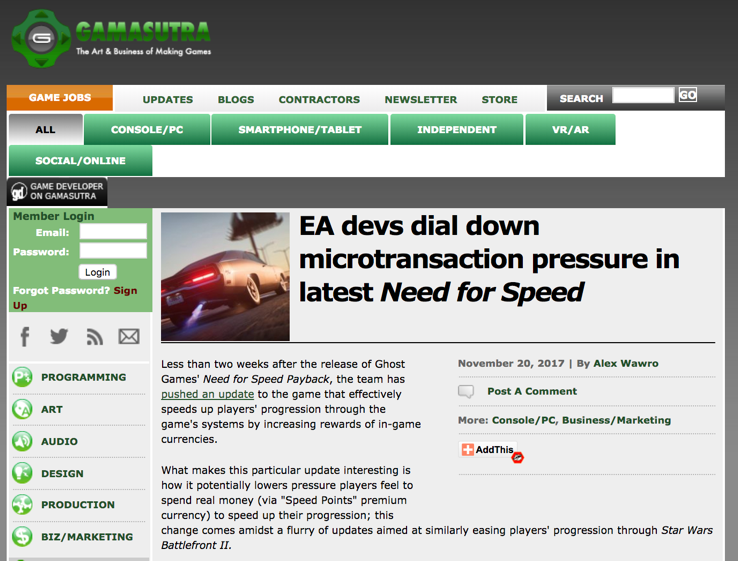 GAMASUTRA
The Art & Business of Making Games
GAME JOBS
UPDATES BLOGS CONTRACTORS NEWSLETTER STORE
SEARCH GO
ALL CONSOLE/PC SMARTPHONE/TABLET INDEPENDENT VR/AR
SOCIAL/ONLINE
gd GAME DEVELOPER
ON GAMASUTRA
Member Login
Email:
Password:
Login
Forgot Password? Sign
Up
PROGRAMMING
ART
AUDIO
DESIGN
PRODUCTION
BIZ/MARKETING
EA devs dial down
microtransaction pressure in
latest Need for Speed
Less than two weeks after the release of Ghost
Games' Need for Speed Payback, the team has
pushed an update to the game that effectively
speeds up players' progression through the
game's systems by increasing rewards of in-game
currencies.
November 20, 2017 | By Alex Wawro
Post A Comment
More: Console/PC, Business/Marketing
AddThis
What makes this particular update interesting is
how it potentially lowers pressure players feel to
spend real money (via "Speed Points" premium
currency) to speed up their progression; this
change comes amidst a flurry of updates aimed at similarly easing players' progression through Star Wars
Battlefront II.